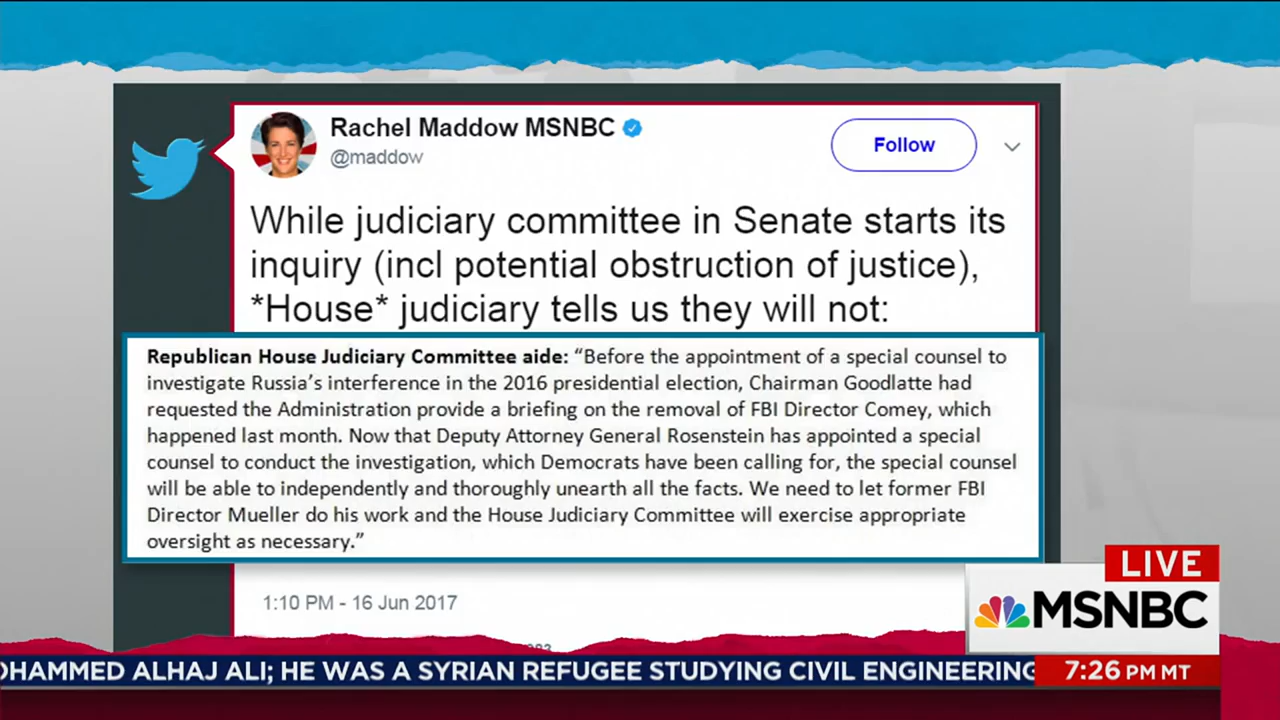 Rachel Maddow MSNBC
@maddow
Follow
While judiciary committee in Senate starts its
inquiry (incl potential obstruction of justice),
*House* judiciary tells us they will not:
Republican House Judiciary Committee aide: “Before the appointment of a special counsel to
investigate Russia’s interference in the 2016 presidential election, Chairman Goodlatte had
requested the Administration provide a briefing on the removal of FBI Director Comey, which
happened last month. Now that Deputy Attorney General Rosenstein has appointed a special
counsel to conduct the investigation, which Democrats have been calling for, the special counsel
will be able to independently and thoroughly unearth all the facts. We need to let former FBI
Director Mueller do his work and the House Judiciary Committee will exercise appropriate
oversight as necessary.”
1:10 PM - 16 Jun 2017
LIVE
MSNBC
OHAMMED ALHAJ ALI; HE WAS A SYRIAN REFUGEE STUDYING CIVIL ENGINEERING
7:26 PM MT